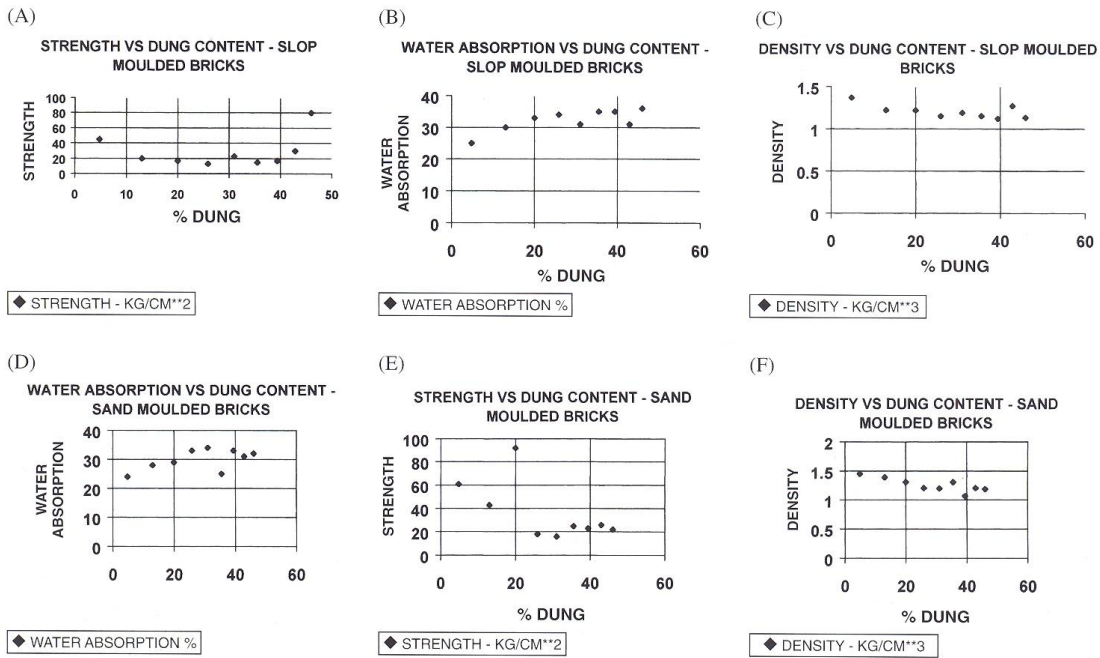 (A)
STRENGTH VS DUNG CONTENT - SLOP
MOULDED BRICKS
100
80
60
40
20
0
STRENGTH
0 10 20 30 40 50
% DUNG
◆ STRENGTH - KG/CM**2
(B)
WATER ABSORPTION VS DUNG CONTENT -
SLOP MOULDED BRICKS
40
30
20
10
0
WATER
ABSORPTION
0 20 40 60
% DUNG
◆ WATER ABSORPTION %
(C)
DENSITY VS DUNG CONTENT - SLOP MOULDED
BRICKS
1.5
1
0.5
0
DENSITY
0 20 40 60
% DUNG
◆ DENSITY - KG/CM**3
(D)
WATER ABSORPTION VS DUNG CONTENT -
SAND MOULDED BRICKS
40
30
20
10
0
WATER
ABSORPTION
0 20 40 60
% DUNG
◆ WATER ABSORPTION %
(E)
STRENGTH VS DUNG CONTENT - SAND
MOULDED BRICKS
100
80
60
40
20
0
STRENGTH
0 20 40 60
% DUNG
◆ STRENGTH - KG/CM**2
(F)
DENSITY VS DUNG CONTENT - SAND
MOULDED BRICKS
2
1.5
1
0.5
0
DENSITY
0 20 40 60
% DUNG
◆ DENSITY - KG/CM**3